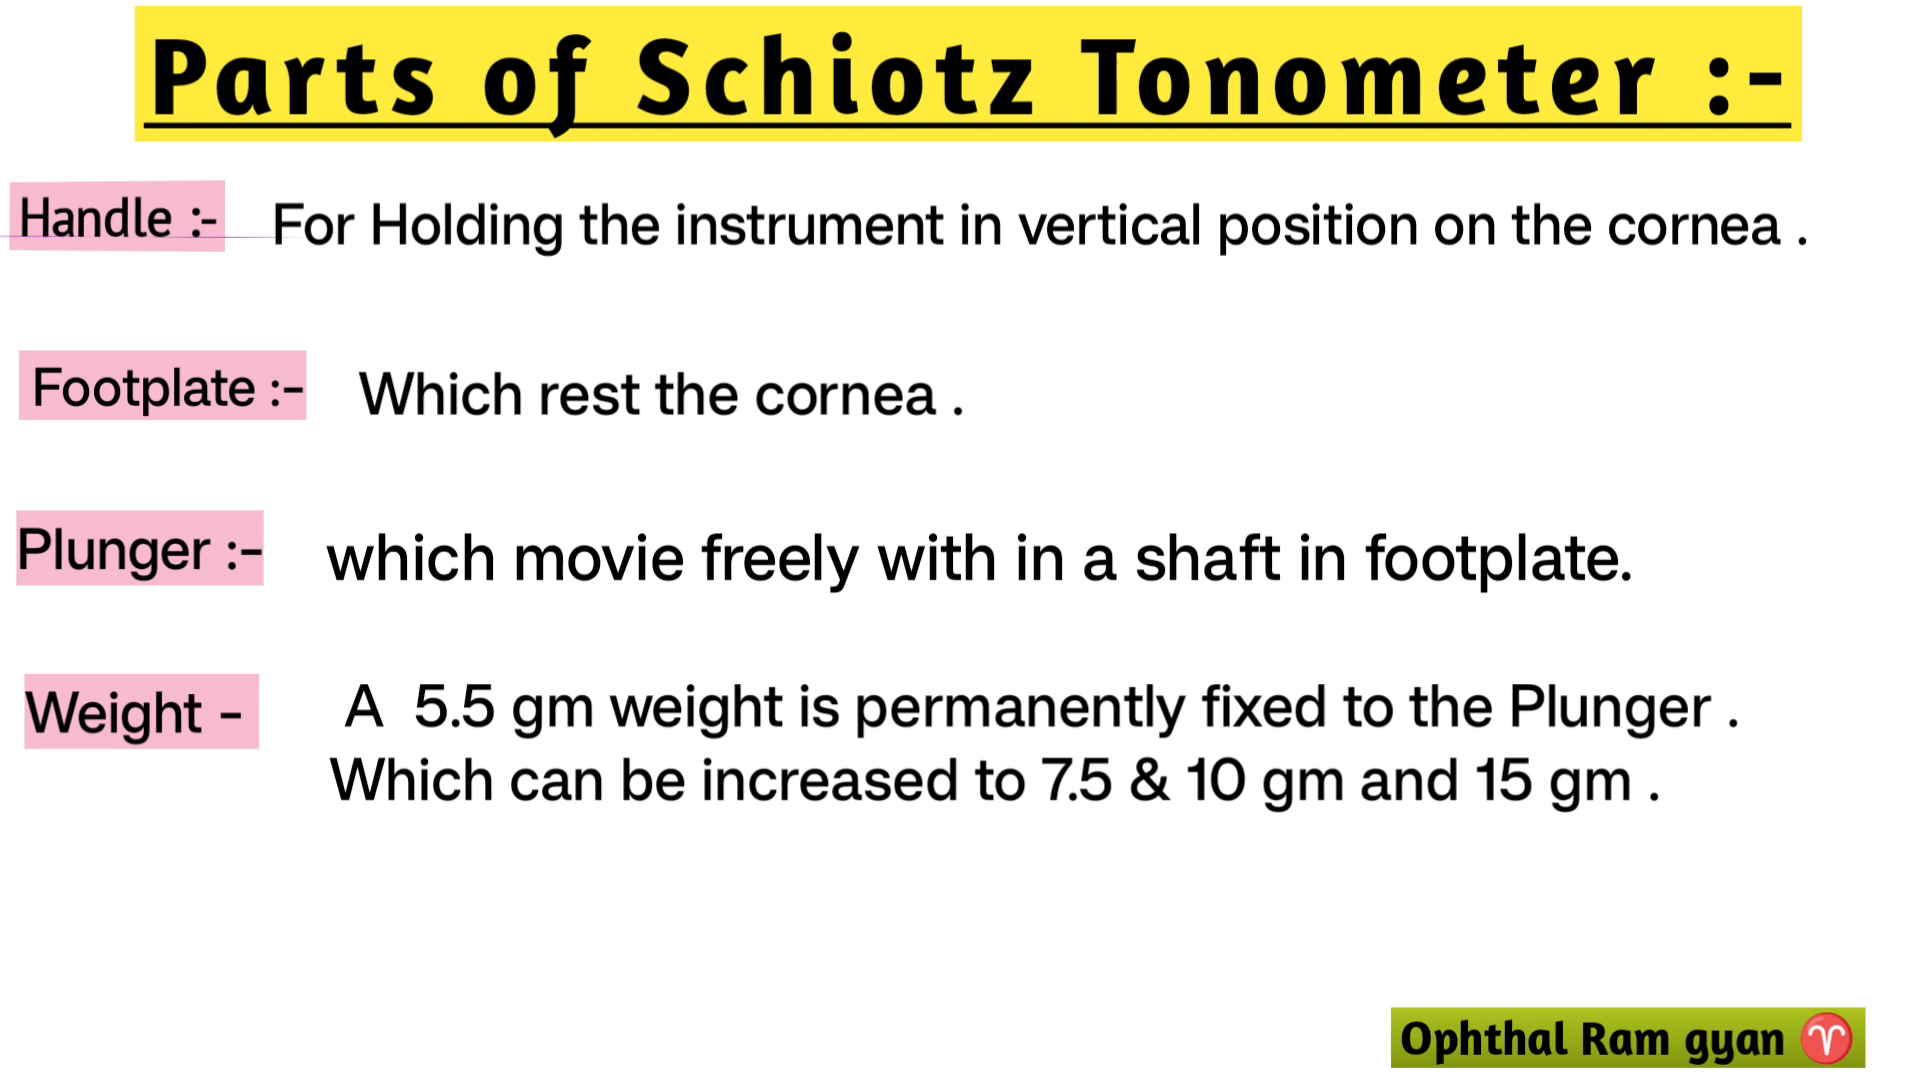 Parts of Schiotz Tonometer :-
Handle :- For Holding the instrument in vertical position on the cornea .
Footplate :- Which rest the cornea .
Plunger :- which movie freely with in a shaft in footplate.
Weight - A 5.5 gm weight is permanently fixed to the Plunger .
Which can be increased to 7.5 & 10 gm and 15 gm .
Ophthal Ram gyan ♈